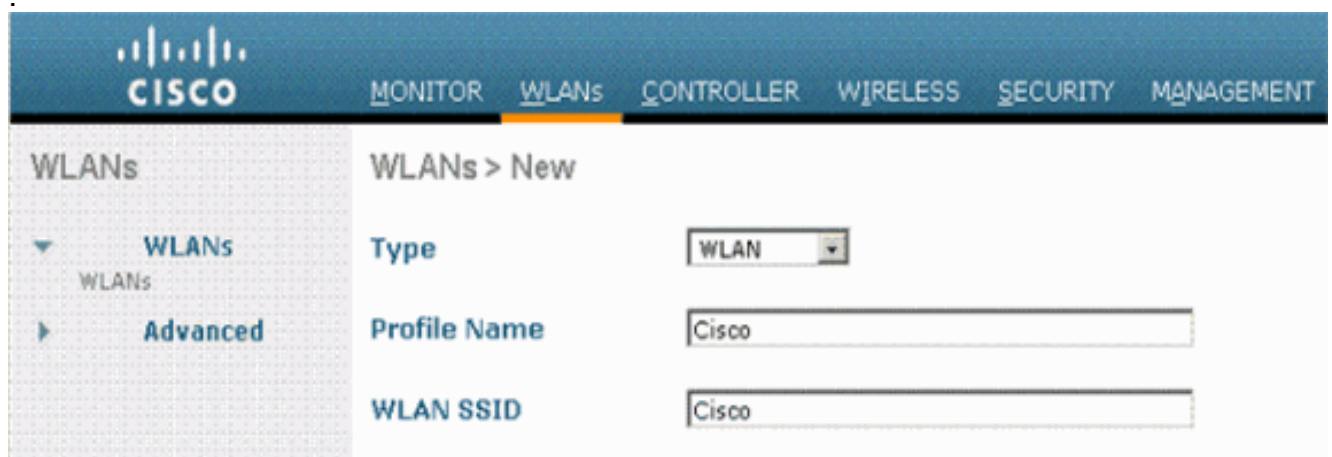 .
CISCO
MONITOR WLANs CONTROLLER WIRELESS SECURITY MANAGEMENT
WLANs
WLANs
WLANs
Advanced
WLANs > New
Type WLAN
Profile Name Cisco
WLAN SSID Cisco